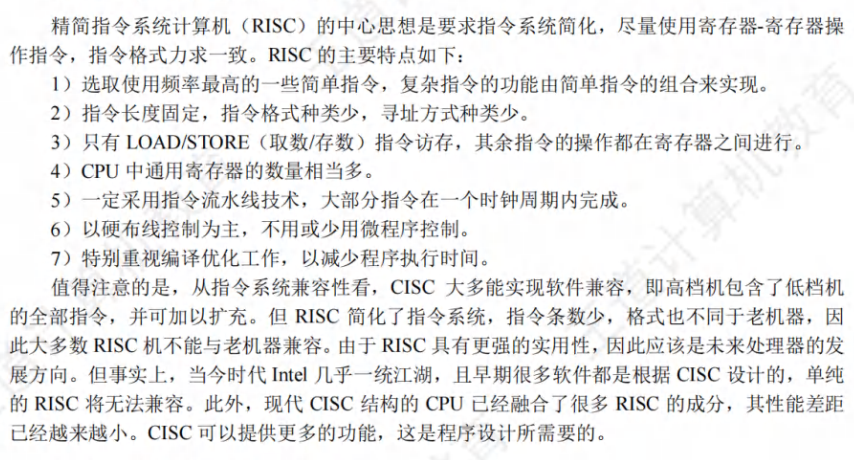 精简指令系统计算机（RISC）的中心思想是要求指令系统简化，尽量使用寄存器-寄存器操
作指令，指令格式力求一致。RISC 的主要特点如下：
1）选取使用频率最高的一些简单指令，复杂指令的功能由简单指令的组合来实现。
2）指令长度固定，指令格式种类少，寻址方式种类少。
3）只有 LOAD/STORE（取数/存数）指令访存，其余指令的操作都在寄存器之间进行。
4）CPU 中通用寄存器的数量相当多。
5）一定采用指令流水线技术，大部分指令在一个时钟周期内完成。
6）以硬布线控制为主，不用或少用微程序控制。
7）特别重视编译优化工作，以减少程序执行时间。
值得注意的是，从指令系统兼容性看，CISC 大多能实现软件兼容，即高档机包含了低档机
的全部指令，并可加以扩充。但 RISC 简化了指令系统，指令条数少，格式也不同于老机器，因
此大多数 RISC 机不能与老机器兼容。由于 RISC 具有更强的实用性，因此应该是未来处理器的发
展方向。但事实上，当今时代 Intel 几乎一统江湖，且早期很多软件都是根据 CISC 设计的，单纯
的 RISC 将无法兼容。此外，现代 CISC 结构的 CPU 已经融合了很多 RISC 的成分，其性能差距
已经越来越小。CISC 可以提供更多的功能，这是程序设计所需要的。
王道计算机教育